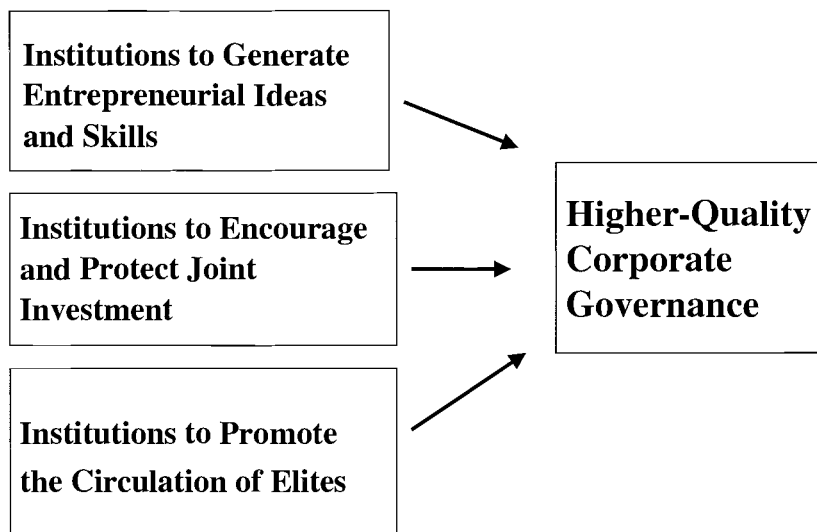 Institutions to Generate
Entrepreneurial Ideas
and Skills
Institutions to Encourage
and Protect Joint
Investment
Institutions to Promote
the Circulation of Elites
Higher-Quality
Corporate
Governance